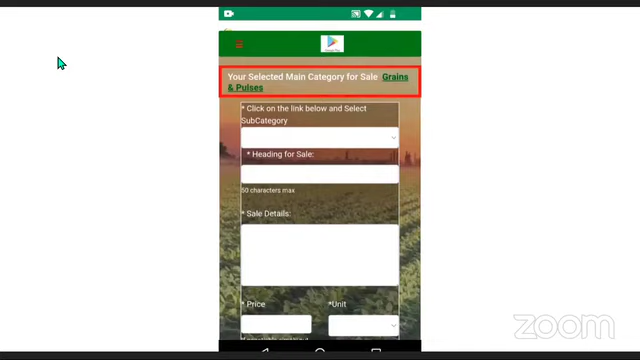 Your Selected Main Category for Sale Grains
& Pulses
* Click on the link below and Select
SubCategory
* Heading for Sale:
50 characters max
* Sale Details:
* Price
*Unit
zoom